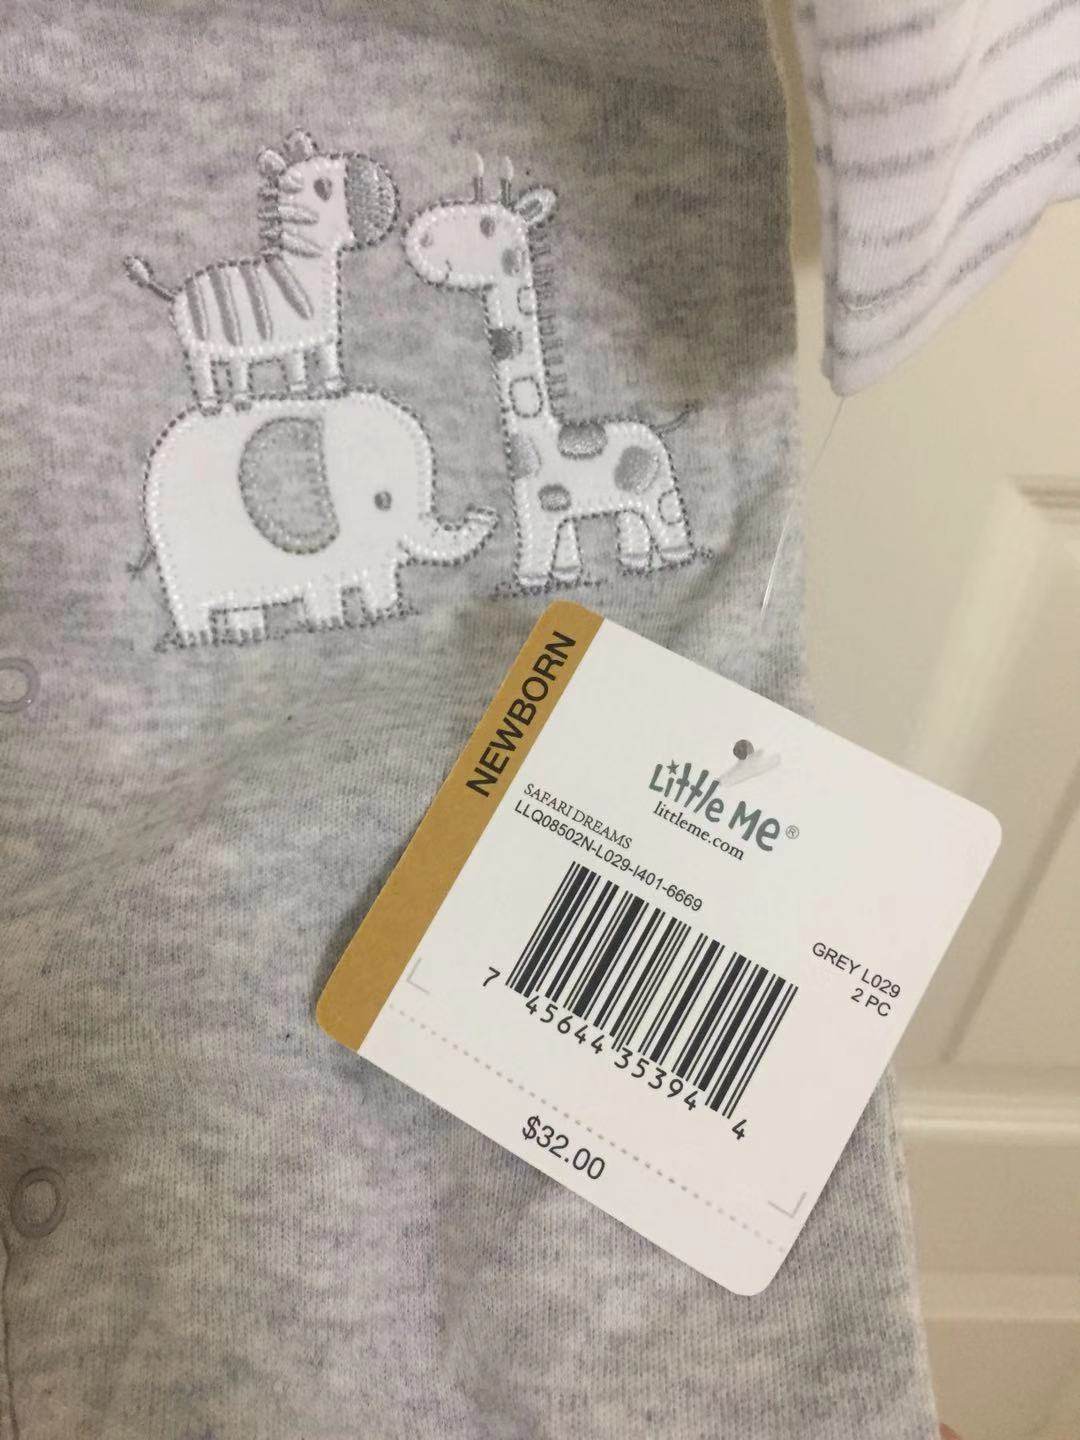 NEWBORN
Little Me®
littleme.com
SAFARI DREAMS
LLQ08502N-L029-I401-6669
GREY L029
2 PC
7 45644 35394 4
$32.00